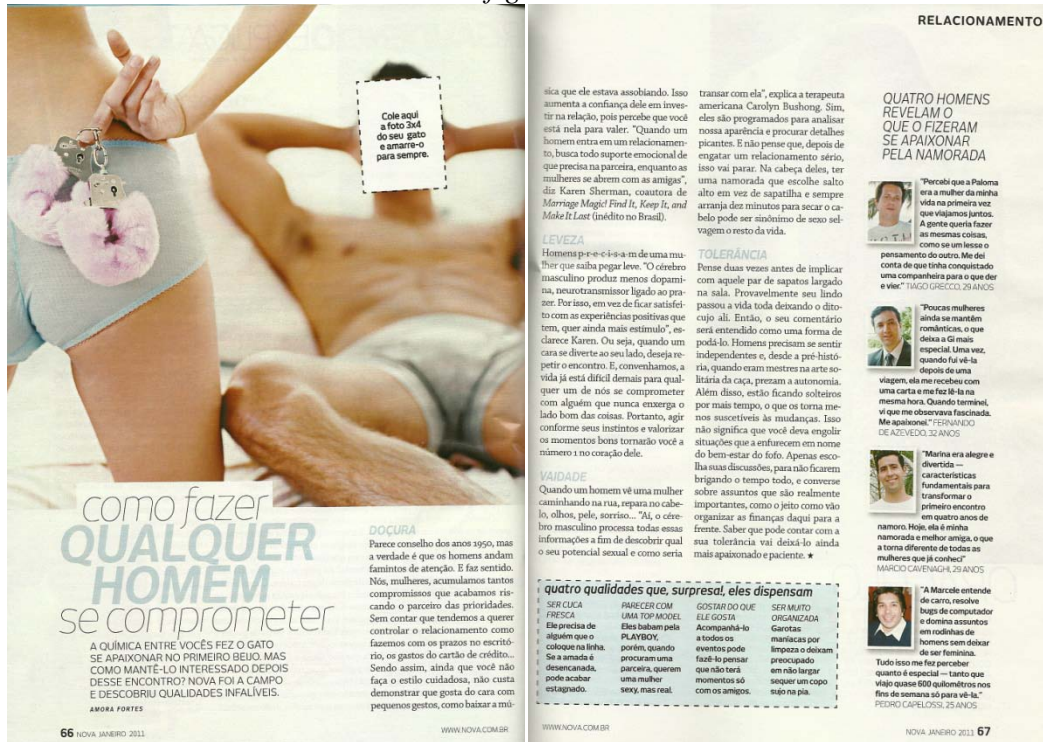 Cole aqui
a foto 3x4
do seu gato
e amarre-o
para sempre.
como fazer
QUALQUER
HOMEM
se comprometer
A QUÍMICA ENTRE VOCÊS FEZ O GATO
SE APAIXONAR NO PRIMEIRO BEIJO. MAS
COMO MANTÊ-LO INTERESSADO DEPOIS
DESSE ENCONTRO? NOVA FOI A CAMPO
E DESCOBRIU QUALIDADES INFALÍVEIS.
AMORA FORTES
DOÇURA
Parece conselho dos anos 1950, mas
a verdade é que os homens andam
famintos de atenção. E faz sentido.
Nós, mulheres, acumulamos tantos
compromissos que acabamos ris-
cando o parceiro das prioridades.
Sem contar que tendemos a querer
controlar o relacionamento como
fazemos com os prazos no escritó-
rio, os gastos do cartão de crédito...
Sendo assim, ainda que você não
faça o estilo cuidadosa, não custa
demonstrar que gosta do cara com
pequenos gestos, como baixar a mú-
66 NOVA JANEIRO 2011
WWW.NOVA.COM.BR
RELACIONAMENTO
sica que ele estava assobiando. Isso
aumenta a confiança dele em inves-
tir na relação, pois percebe que você
está nela para valer. "Quando um
homem entra em um relacionamen-
to, busca todo suporte emocional de
que precisa na parceira, enquanto as
mulheres se abrem com as amigas",
diz Karen Sherman, coautora de
Marriage Magic! Find It, Keep It, and
Make It Last (inédito no Brasil).
LEVEZA
Homens p-r-e-c-i-s-a-m de uma mu-
lher que saiba pegar leve. "O cérebro
masculino produz menos dopami-
na, neurotransmissor ligado ao pra-
zer. Por isso, em vez de ficar satisfei-
to com as experiências positivas que
tem, quer ainda mais estímulo", es-
clarece Karen. Ou seja, quando um
cara se diverte ao seu lado, deseja re-
petir o encontro. E, convenhamos, a
vida já está difícil demais para qual-
quer um de nós se comprometer
com alguém que nunca enxerga o
lado bom das coisas. Portanto, agir
conforme seus instintos e valorizar
os momentos bons tornarão você a
número 1 no coração dele.
VAIDADE
Quando um homem vê uma mulher
caminhando na rua, repara no cabe-
lo, olhos, pele, sorriso... "Aí, o cére-
bro masculino processa todas essas
informações a fim de descobrir qual
o seu potencial sexual e como seria
transar com ela", explica a terapeuta
americana Carolyn Bushong. Sim,
eles são programados para analisar
nossa aparência e procurar detalhes
picantes. E não pense que, depois de
engatar um relacionamento sério,
isso vai parar. Na cabeça deles, ter
uma namorada que escolhe salto
alto em vez de sapatilha e sempre
arranja dez minutos para secar o ca-
belo pode ser sinônimo de sexo sel-
vagem o resto da vida.
TOLERÂNCIA
Pense duas vezes antes de implicar
com aquele par de sapatos largado
na sala. Provavelmente seu lindo
passou a vida toda deixando o dito-
cujo ali. Então, o seu comentário
será entendido como uma forma de
podá-lo. Homens precisam se sentir
independentes e, desde a pré-histó-
ria, quando eram mestres na arte so-
litária da caça, prezam a autonomia.
Além disso, estão ficando solteiros
por mais tempo, o que os torna me-
nos suscetíveis às mudanças. Isso
não significa que você deva engolir
situações que a enfurecem em nome
do bem-estar do fofo. Apenas esco-
lha suas discussões, para não ficarem
brigando o tempo todo, e converse
sobre assuntos que são realmente
importantes, como o jeito como vão
organizar as finanças daqui para a
frente. Saber que pode contar com a
sua tolerância vai deixá-lo ainda
mais apaixonado e paciente. ★
quatro qualidades que, surpresa!, eles dispensam
SER CUCA
FRESCA
Ele precisa de
alguém que o
coloque na linha.
Se a amada é
desencanada,
pode acabar
estagnado.
PARECER COM
UMA TOP MODEL
Eles babam pela
PLAYBOY,
porém, quando
procuram uma
parceira, querem
uma mulher
sexy, mas real.
GOSTAR DO QUE
ELE GOSTA
Acompanhá-lo
a todos os
eventos pode
fazê-lo pensar
que não terá
momentos só
com os amigos.
SER MUITO
ORGANIZADA
Garotas
maníacas por
limpeza o deixam
preocupado
em não largar
sequer um copo
sujo na pia.
QUATRO HOMENS
REVELAM O
QUE O FIZERAM
SE APAIXONAR
PELA NAMORADA
"Percebi que a Paloma
era a mulher da minha
vida na primeira vez
que viajamos juntos.
A gente queria fazer
as mesmas coisas,
como se um lesse o
pensamento do outro. Me dei
conta de que tinha conquistado
uma companheira para o que der
e vier." TIAGO GRECCO, 29 ANOS
"Poucas mulheres
ainda se mantêm
românticas, o que
deixa a Gi mais
especial. Uma vez,
quando fui vê-la
depois de uma
viagem, ela me recebeu com
uma carta e me fez lê-la na
mesma hora. Quando terminei,
vi que me observava fascinada.
Me apaixonei." FERNANDO
DE AZEVEDO, 32 ANOS
"Marina era alegre e
divertida —
características
fundamentais para
transformar o
primeiro encontro
em quatro anos de
namoro. Hoje, ela é minha
namorada e melhor amiga, o que
a torna diferente de todas as
mulheres que já conheci"
MARCIO CAVENAGHI, 29 ANOS
"A Marcele entende
de carro, resolve
bugs de computador
e domina assuntos
em rodinhas de
homens sem deixar
de ser feminina.
Tudo isso me fez perceber
quanto é especial — tanto que
viajo quase 600 quilômetros nos
fins de semana só para vê-la."
PEDRO CAPELOSSI, 25 ANOS
WWW.NOVA.COM.BR
NOVA JANEIRO 2011 67